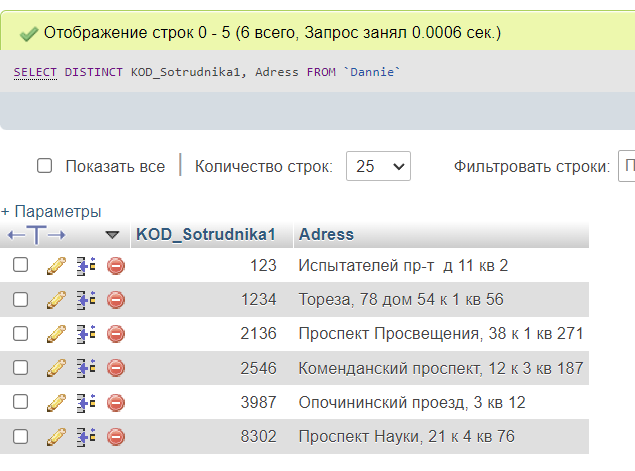 Отображение строк 0 - 5 (6 всего, Запрос занял 0.0006 сек.)
SELECT DISTINCT KOD_Sotrudnika1, Adress FROM `Dannie`
Показать все | Количество строк: 25 Фильтровать строки: П
+ Параметры
←T→ KOD_Sotrudnika1 Adress
123 Испытателей пр-т д 11 кв 2
1234 Тореза, 78 дом 54 к 1 кв 56
2136 Проспект Просвещения, 38 к 1 кв 271
2546 Коменданский проспект, 12 к 3 кв 187
3987 Опочининский проезд, 3 кв 12
8302 Проспект Науки, 21 к 4 кв 76